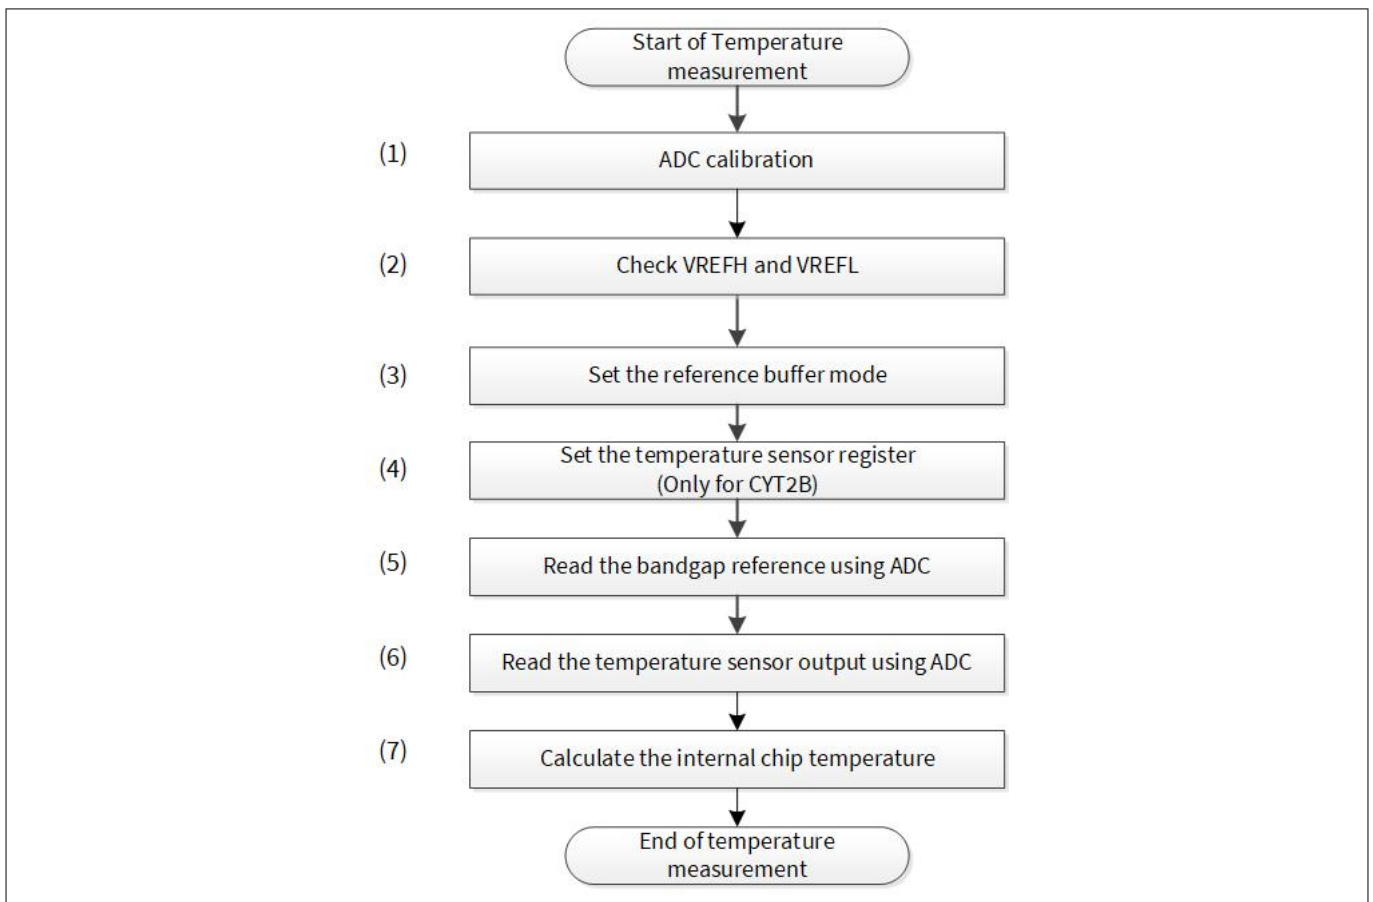 Start of Temperature
measurement
(1)
ADC calibration
(2)
Check VREFH and VREFL
(3)
Set the reference buffer mode
(4)
Set the temperature sensor register
(Only for CYT2B)
(5)
Read the bandgap reference using ADC
(6)
Read the temperature sensor output using ADC
(7)
Calculate the internal chip temperature
End of temperature
measurement